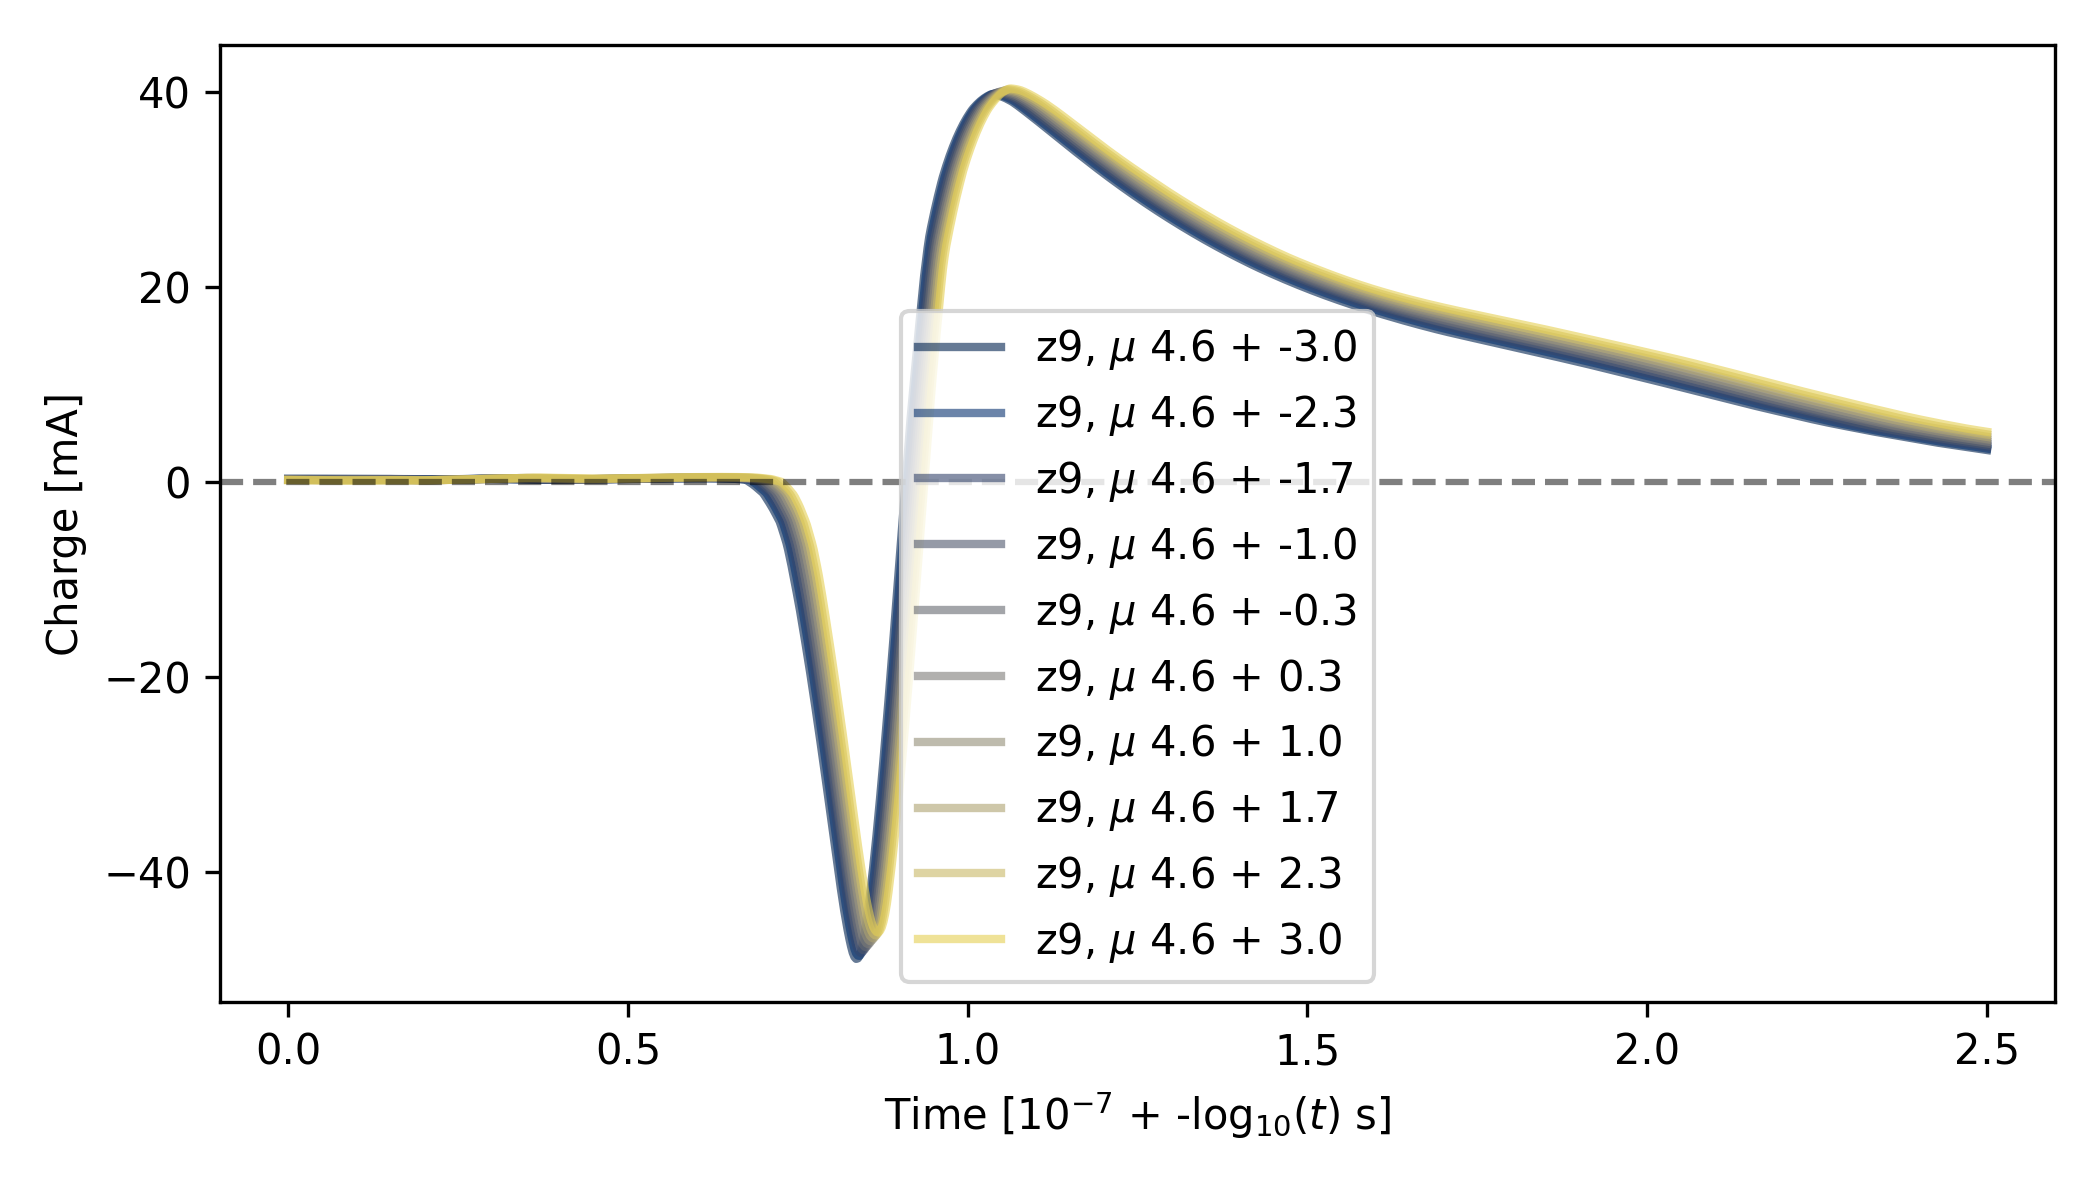 40
20
0
−20
−40
Charge [mA]
z9, μ 4.6 + -3.0
z9, μ 4.6 + -2.3
z9, μ 4.6 + -1.7
z9, μ 4.6 + -1.0
z9, μ 4.6 + -0.3
z9, μ 4.6 + 0.3
z9, μ 4.6 + 1.0
z9, μ 4.6 + 1.7
z9, μ 4.6 + 2.3
z9, μ 4.6 + 3.0
0.0 0.5 1.0 1.5 2.0 2.5
Time [10⁻⁷ + -log₁₀(t) s]